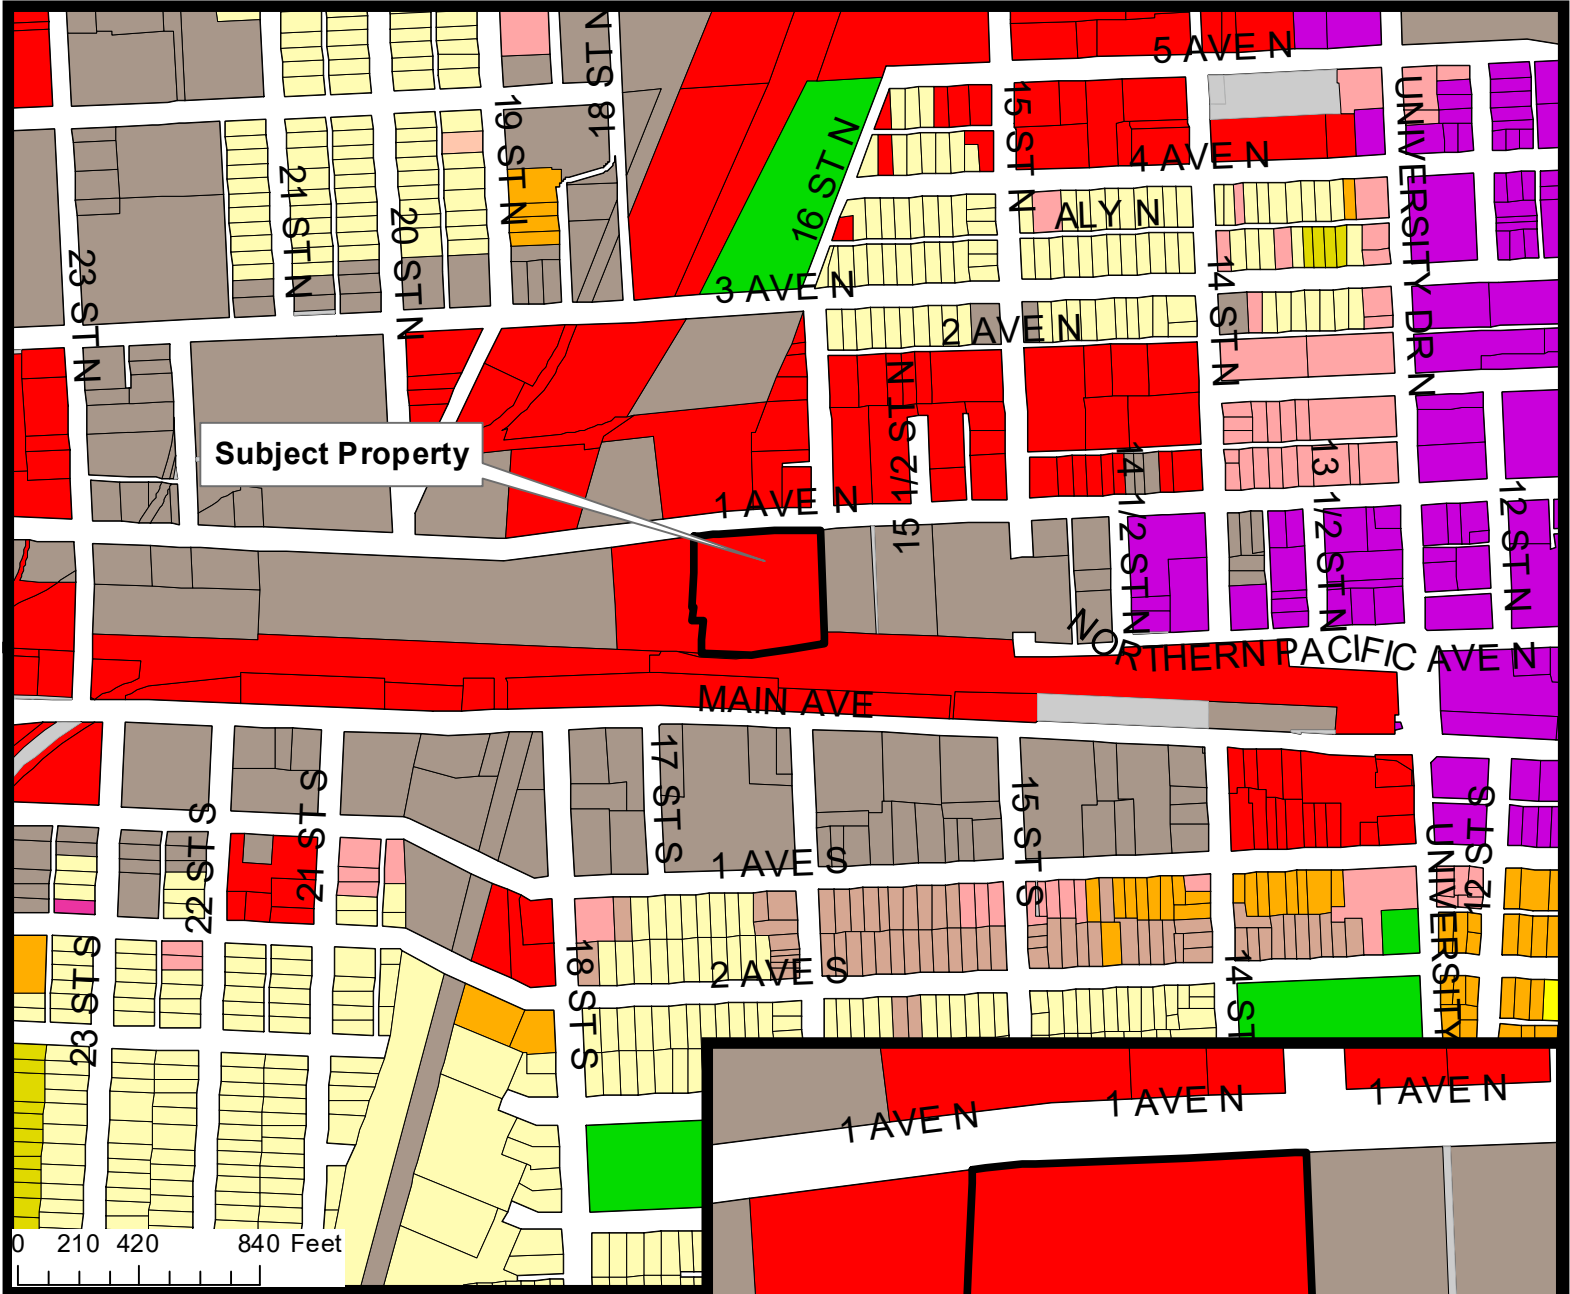 18 ST N
5 AVE N
19 ST N
15 ST N
UNIVERSITY DR N
4 AVE N
16 ST N
21 ST N
20 ST N
ALY N
23 ST N
14 ST N
3 AVE N
2 AVE N
15 1/2 ST N
Subject Property
14 1/2 ST N
13 1/2 ST N
12 ST N
1 AVE N
NORTHERN PACIFIC AVE N
MAIN AVE
17 ST S
21 ST S
22 ST S
15 ST S
12 ST S
UNIVERSITY
1 AVE S
2 AVE S
23 ST S
18 ST S
14 ST
1 AVE N
1 AVE N
1 AVE N
0 210 420 840 Feet